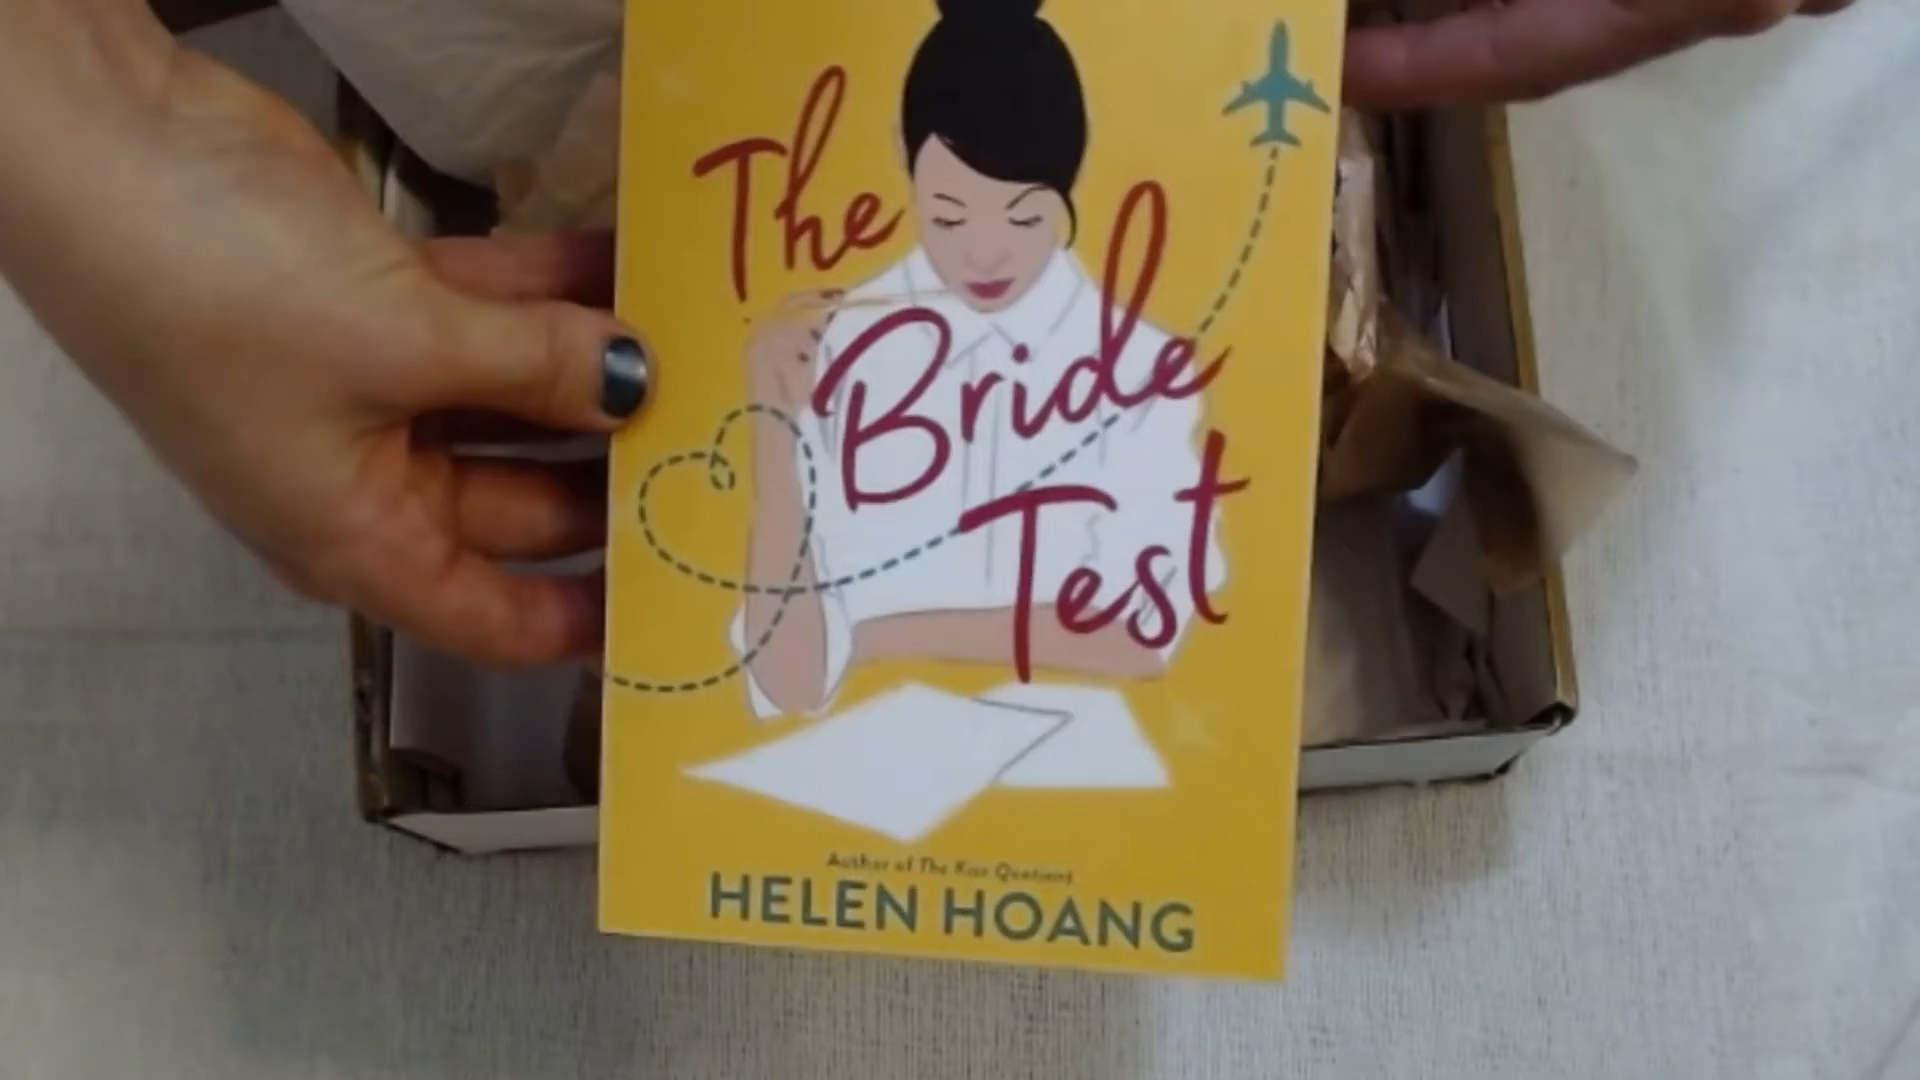 The
Bride
Test
Author of The Kiss Quotient
HELEN HOANG